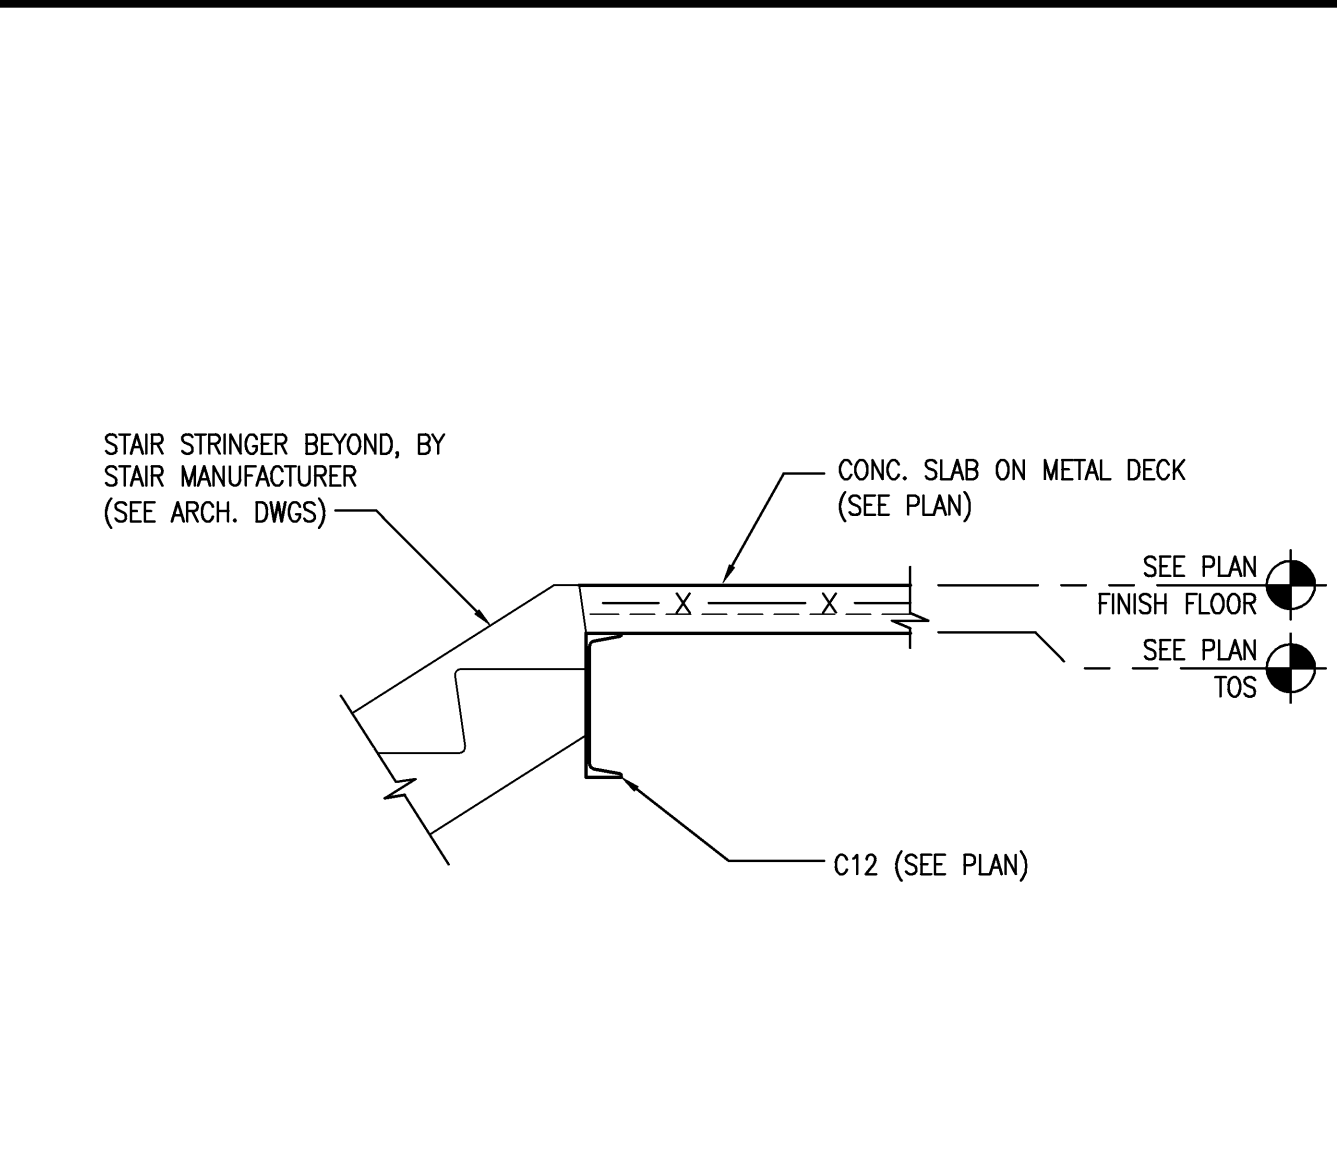 STAIR STRINGER BEYOND, BY
STAIR MANUFACTURER
(SEE ARCH. DWGS)
CONC. SLAB ON METAL DECK
(SEE PLAN)
SEE PLAN
FINISH FLOOR
SEE PLAN
TOS
X
X
C12 (SEE PLAN)